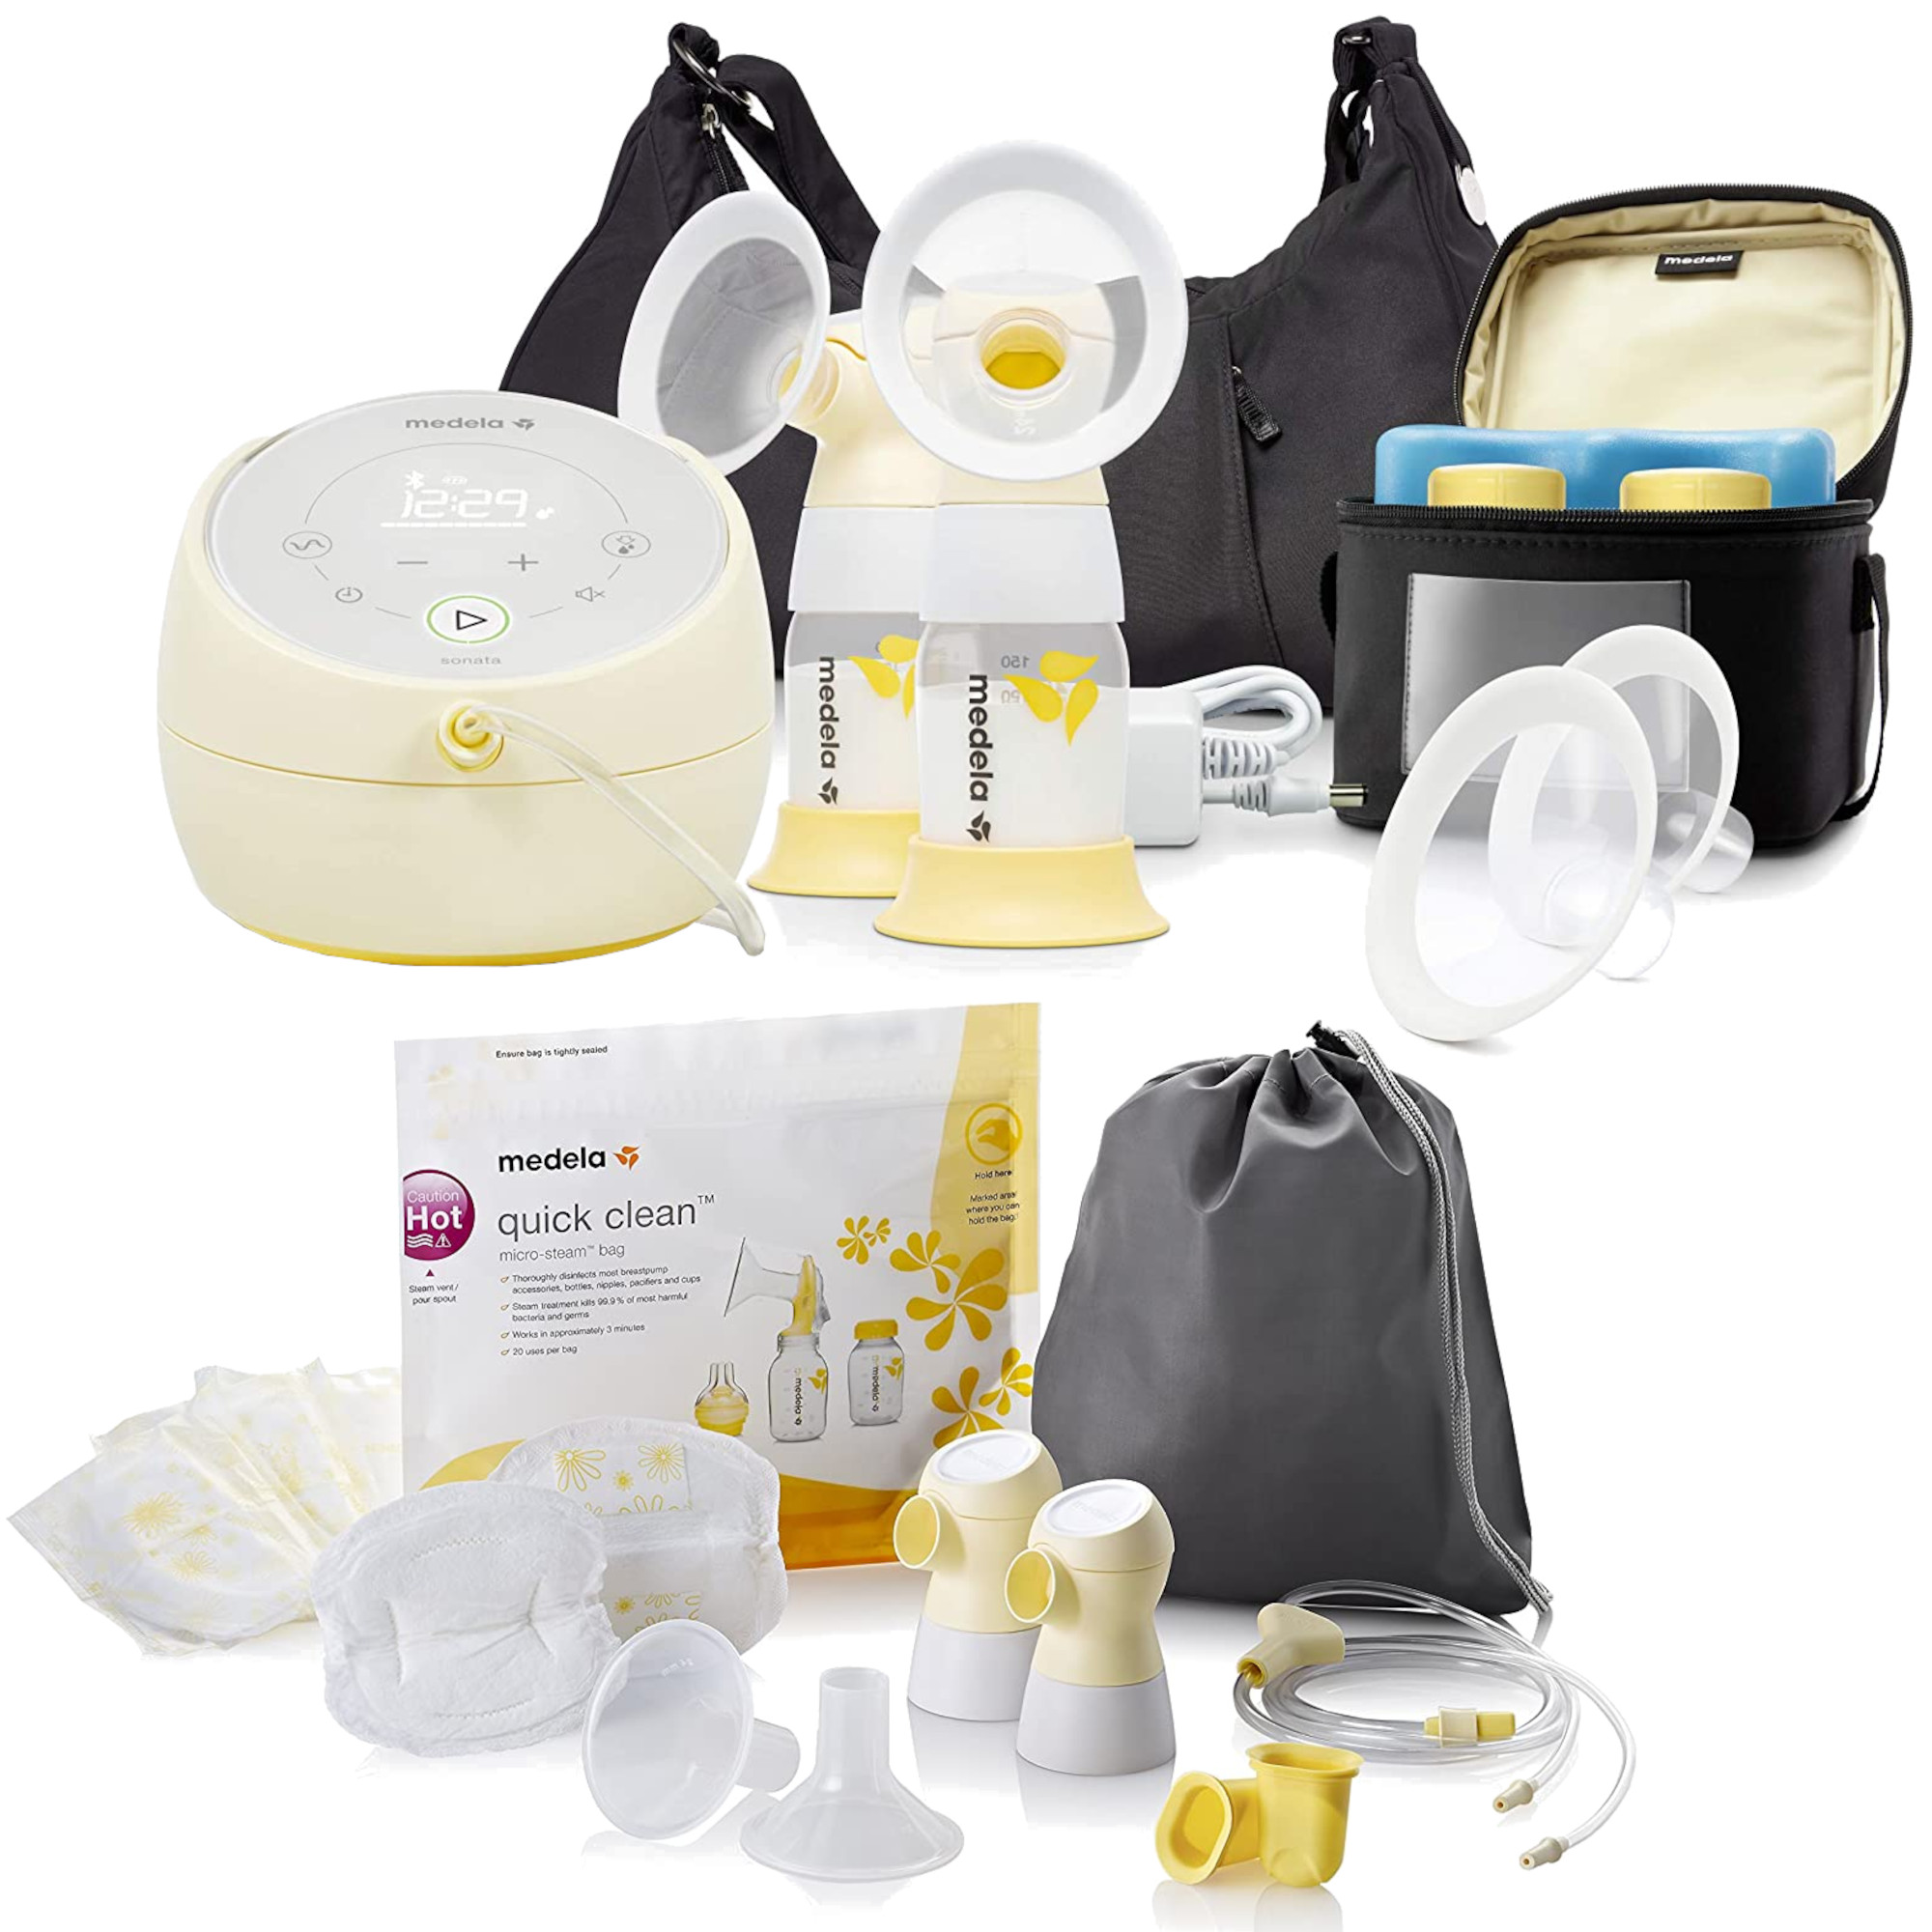 medela
medela
12:29
sonata
150
medela
medela
Ensure bag is tightly sealed
medela
quick clean™
micro-steam™ bag
Thoroughly disinfects most breastpump
accessories, bottles, nipples, pacifiers and cups
Steam treatment kills 99.9% of most harmful
bacteria and germs
Works in approximately 3 minutes
20 uses per bag
Caution
Hot
Steam vent/
pour spout
Hold here
Marked areas
where you can
hold the bag.
medela
medela